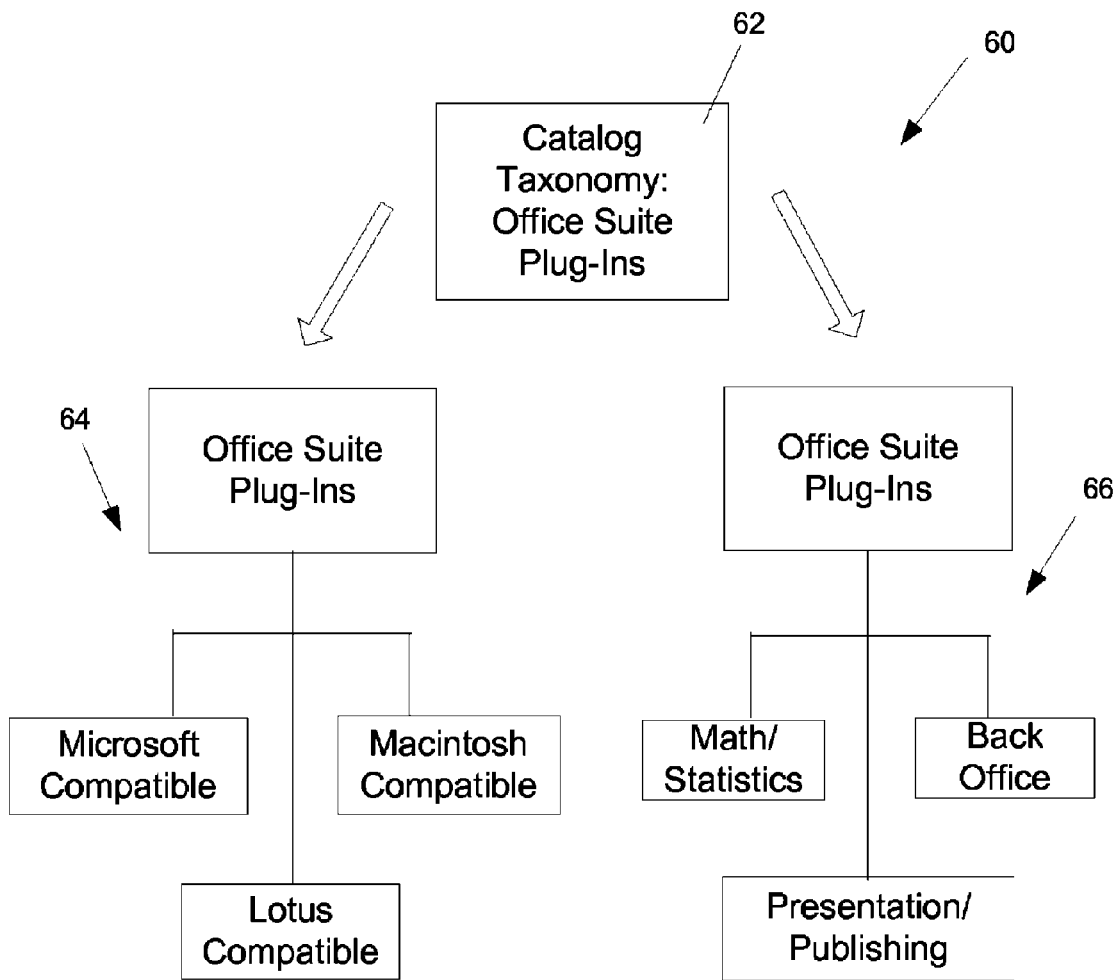 62
60
Catalog
Taxonomy:
Office Suite
Plug-Ins
64
Office Suite
Plug-Ins
Office Suite
Plug-Ins
66
Microsoft
Compatible
Macintosh
Compatible
Math/
Statistics
Back
Office
Lotus
Compatible
Presentation/
Publishing